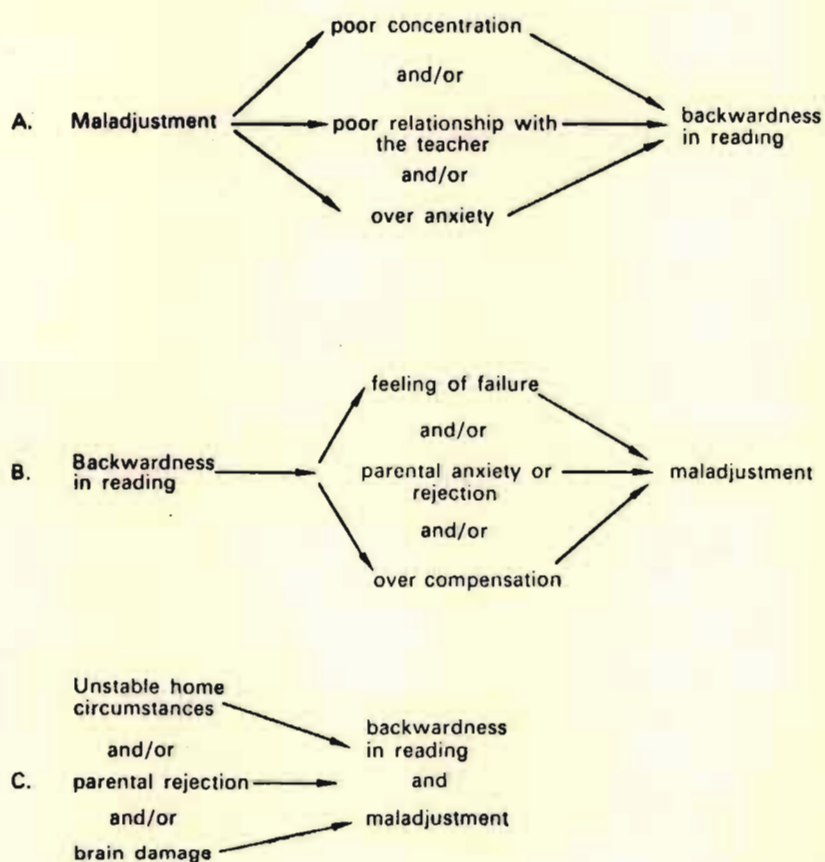 poor concentration
and/or
A. Maladjustment
poor relationship with
the teacher
backwardness
in reading
and/or
over anxiety
feeling of failure
and/or
B. Backwardness
in reading
parental anxiety or
rejection
maladjustment
and/or
over compensation
Unstable home
circumstances
backwardness
in reading
and/or
C. parental rejection
and
and/or
maladjustment
brain damage